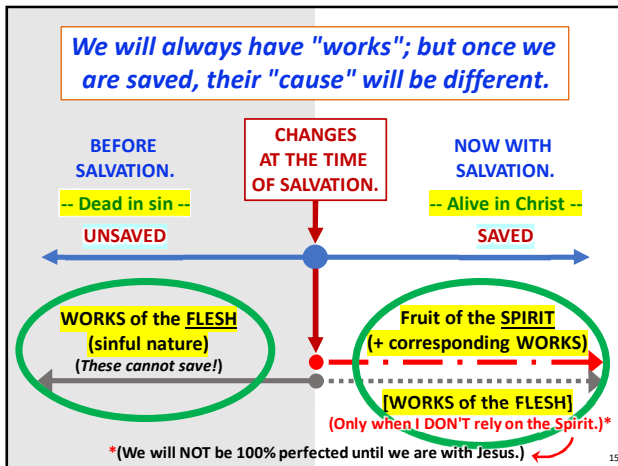 We will always have "works"; but once
we are saved, their "cause" will be different.
BEFORE
SALVATION.
-- Dead in sin --
UNSAVED
CHANGES
AT THE TIME
OF SALVATION.
NOW WITH
SALVATION.
-- Alive in Christ --
SAVED
WORKS of the FLESH
(sinful nature)
(These cannot save!)
Fruit of the SPIRIT
(+ corresponding WORKS)
[WORKS of the FLESH]
(Only when I DON'T rely on the Spirit.)*
*(We will NOT be 100% perfected until we are with Jesus.)
15